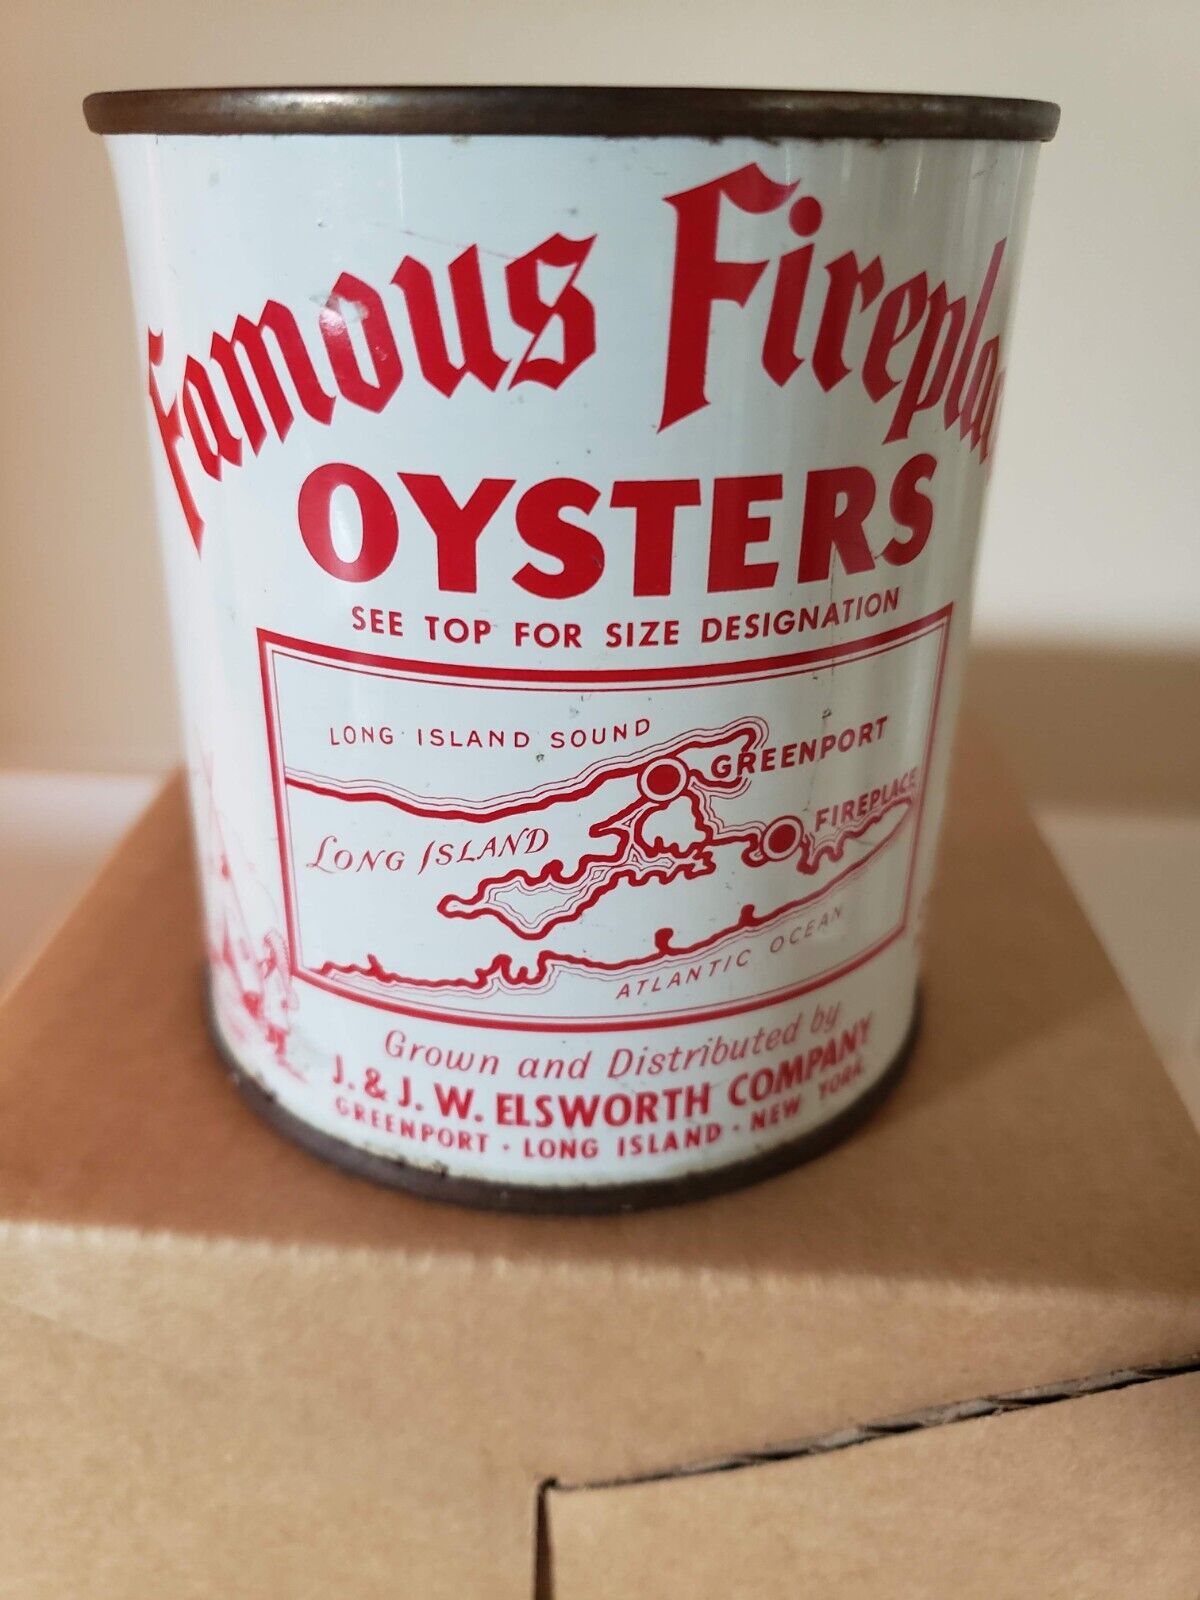 Famous Fireplac
OYSTERS
SEE TOP FOR SIZE DESIGNATION
LONG ISLAND SOUND
GREENPORT
FIREPLACE
LONG ISLAND
ATLANTIC OCEAN
Grown and Distributed by
J. & J. W. ELSWORTH COMPANY
GREENPORT · LONG ISLAND · NEW YORK